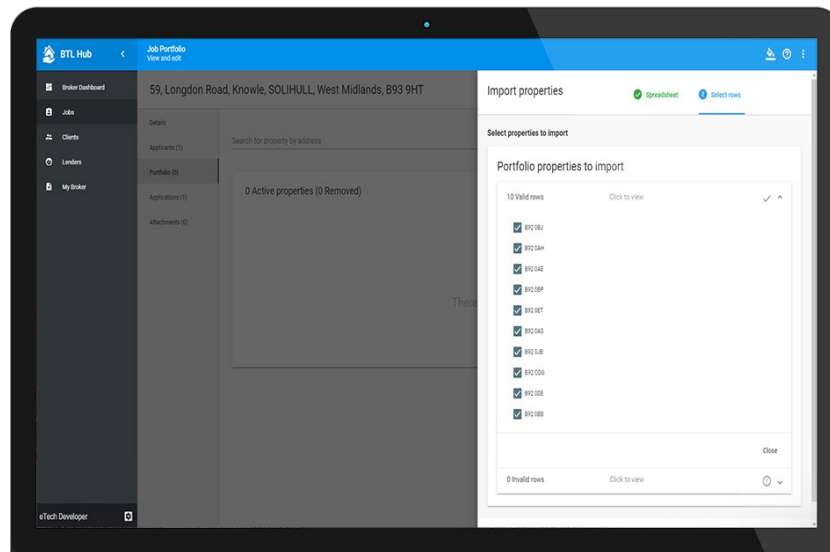 BTL Hub
Job Portfolio
View and edit
Broker Dashboard
Jobs
Clients
Lenders
My Broker
eTech Developer
59, Longdon Road, Knowle, SOLIHULL, West Midlands, B93 9HT
Details
Applicants (1)
Portfolio (0)
Applications (1)
Attachments (0)
Search for property by address
0 Active properties (0 Removed)
There
Import properties
Spreadsheet
2 Select rows
Select properties to import
Portfolio properties to import
10 Valid rows Click to view
B92 0BJ
B92 0AH
B92 0AE
B92 0BP
B92 0ET
B92 0AS
B92 0JB
B92 0DG
B92 0DE
B92 0BB
Close
0 Invalid rows Click to view